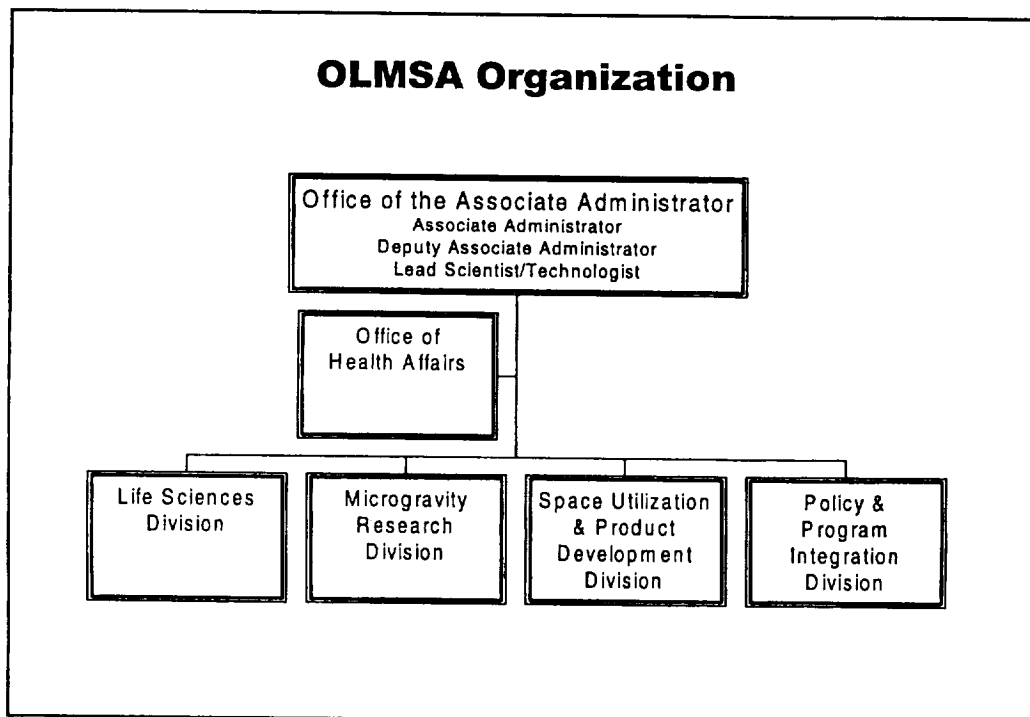 OLMSA Organization
Office of the Associate Administrator
Associate Administrator
Deputy Associate Administrator
Lead Scientist/Technologist
Office of
Health Affairs
Life Sciences
Division
Microgravity
Research
Division
Space Utilization
& Product
Development
Division
Policy &
Program
Integration
Division